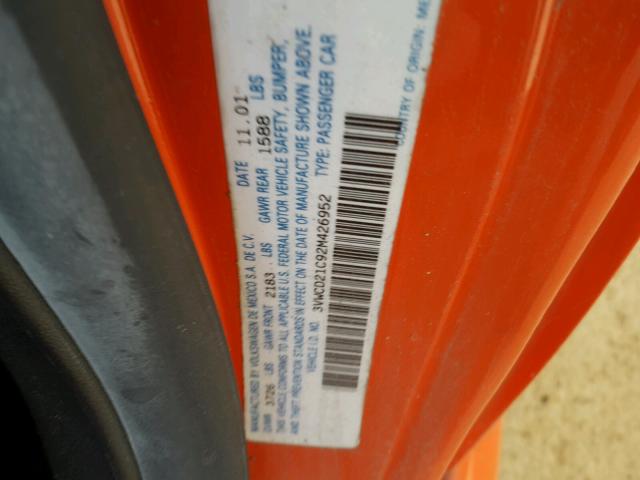 MANUFACTURED BY VOLKSWAGEN DE MEXICO S.A. DE C.V. DATE 11.01
GVWR 3726 LBS GAWR FRONT 2183 LBS GAWR REAR 1588 LBS
THIS VEHICLE CONFORMS TO ALL APPLICABLE U.S. FEDERAL MOTOR VEHICLE SAFETY, BUMPER,
AND THEFT PREVENTION STANDARDS IN EFFECT ON THE DATE OF MANUFACTURE SHOWN ABOVE.
VEHICLE I.D. NO. 3VWCD21C92M426952 TYPE: PASSENGER CAR
COUNTRY OF ORIGIN: ME